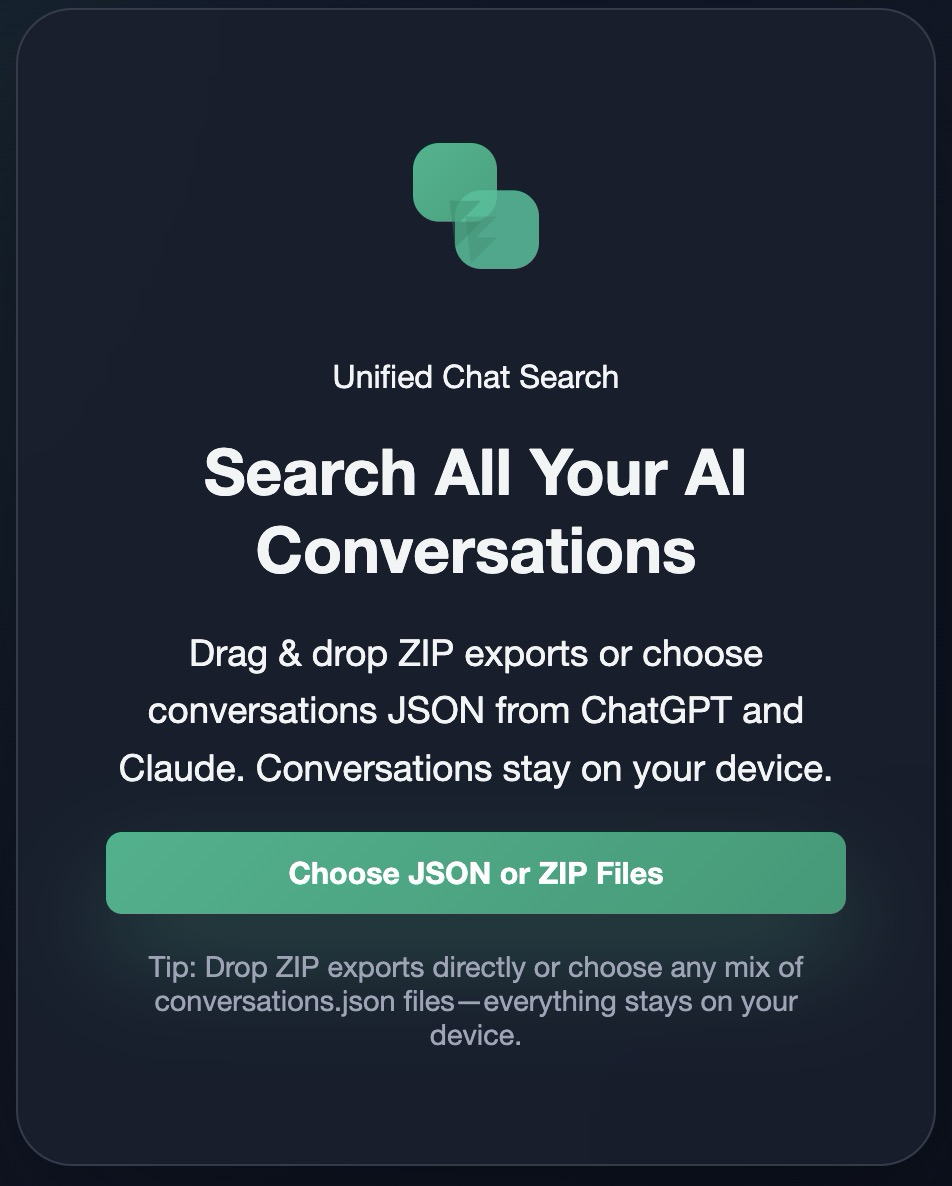 Unified Chat Search
Search All Your AI
Conversations
Drag & drop ZIP exports or choose
conversations JSON from ChatGPT and
Claude. Conversations stay on your device.
Choose JSON or ZIP Files
Tip: Drop ZIP exports directly or choose any mix of
conversations.json files—everything stays on your
device.